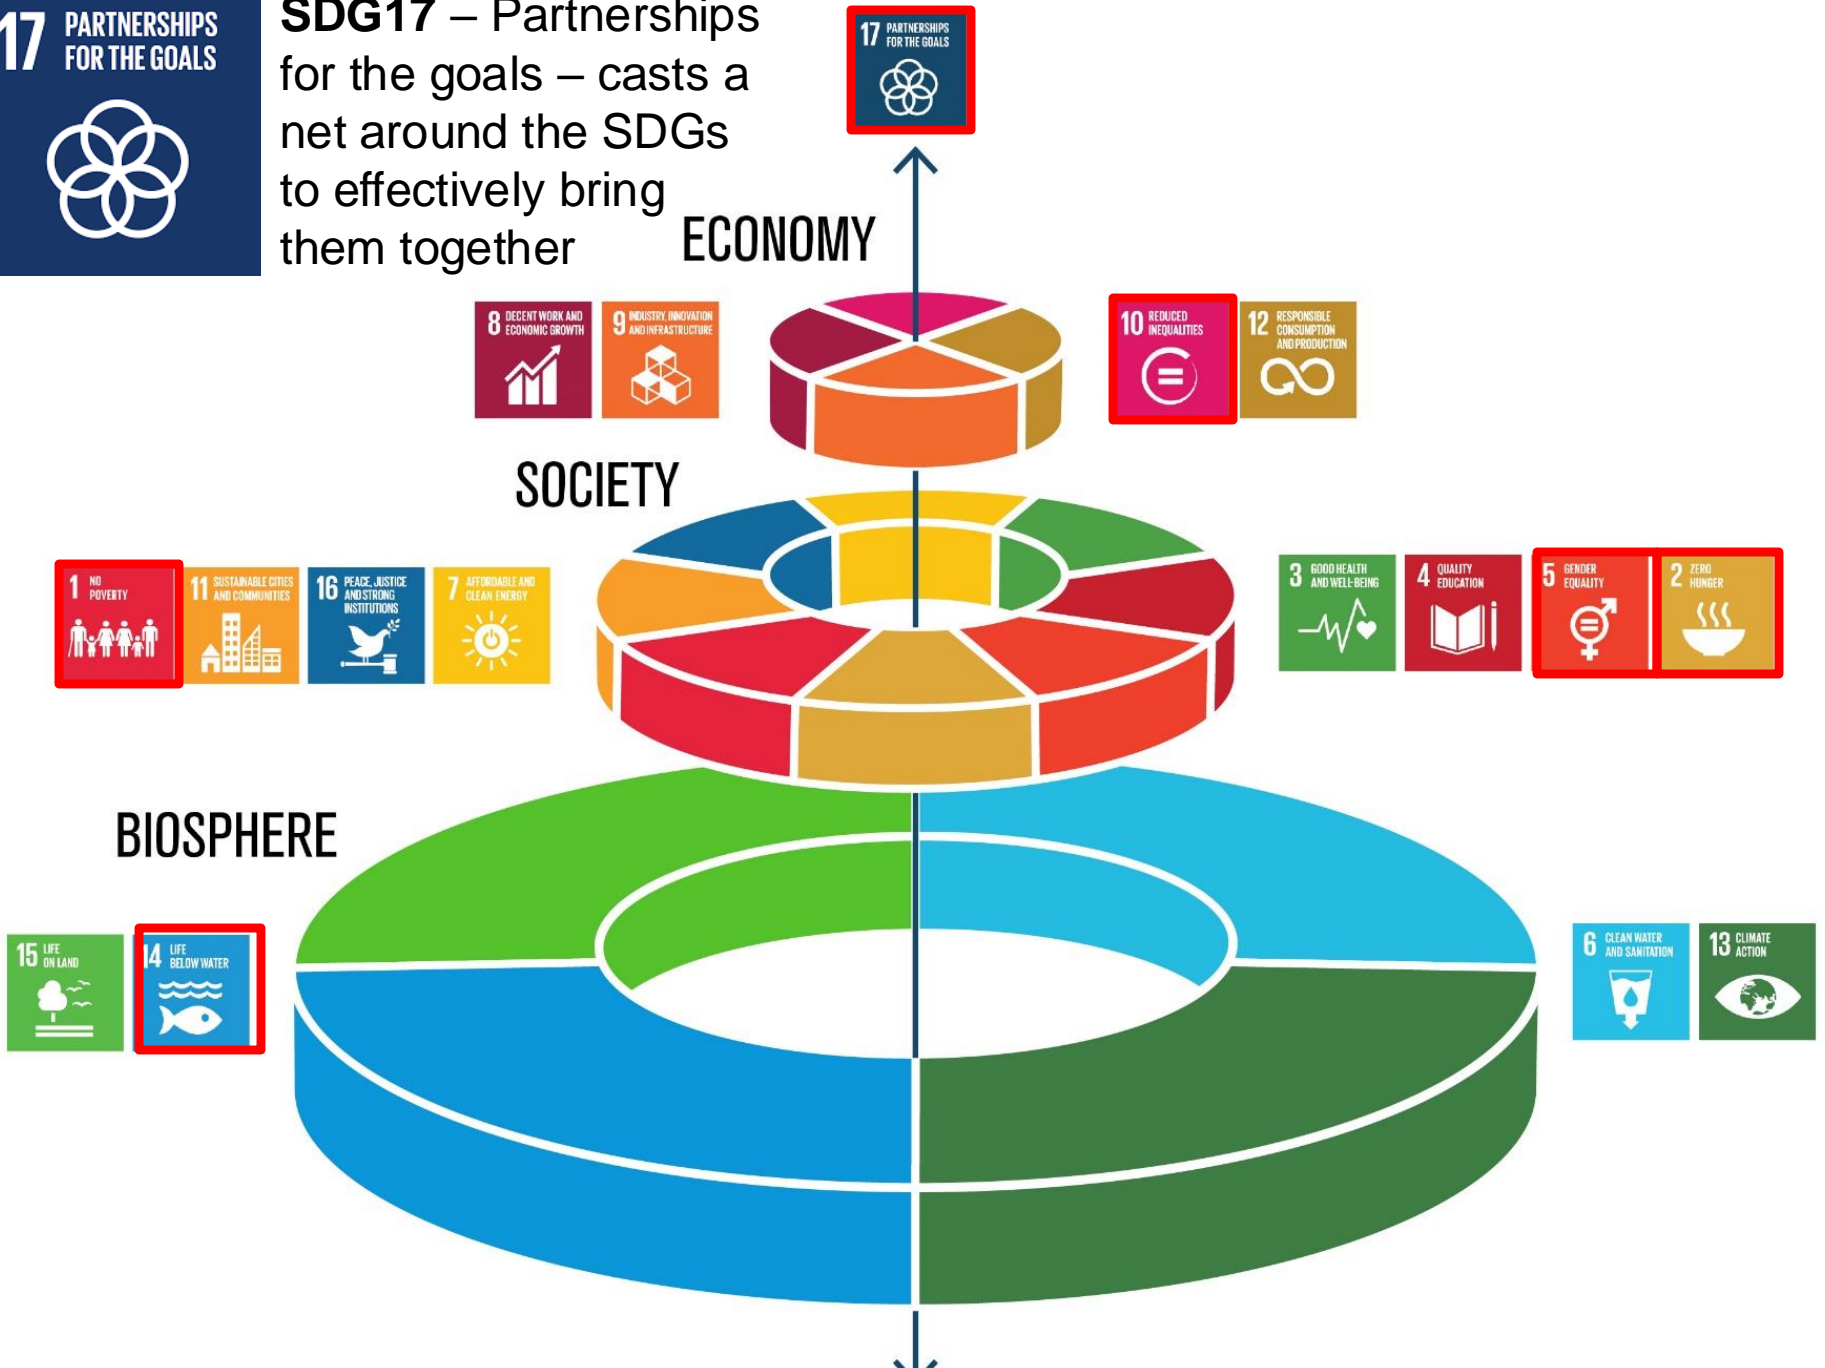 17 PARTNERSHIPS
FOR THE GOALS
SDG17 – Partnerships
for the goals – casts a
net around the SDGs
to effectively bring
them together
17 PARTNERSHIPS
FOR THE GOALS
ECONOMY
8 DECENT WORK AND
ECONOMIC GROWTH
9 INDUSTRY, INNOVATION
AND INFRASTRUCTURE
10 REDUCED
INEQUALITIES
12 RESPONSIBLE
CONSUMPTION
AND PRODUCTION
SOCIETY
1 NO
POVERTY
11 SUSTAINABLE CITIES
AND COMMUNITIES
16 PEACE, JUSTICE
AND STRONG
INSTITUTIONS
7 AFFORDABLE AND
CLEAN ENERGY
3 GOOD HEALTH
AND WELL-BEING
4 QUALITY
EDUCATION
5 GENDER
EQUALITY
2 ZERO
HUNGER
BIOSPHERE
15 LIFE
ON LAND
14 LIFE
BELOW WATER
6 CLEAN WATER
AND SANITATION
13 CLIMATE
ACTION